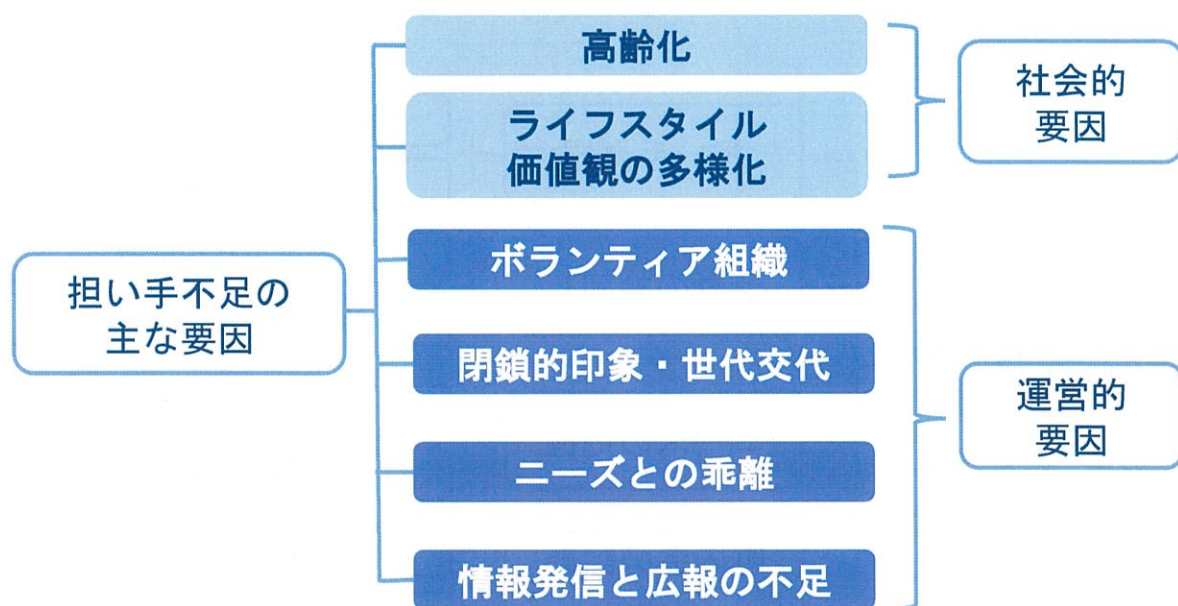 高齢化
ライフスタイル
価値観の多様化
社会的
要因
ボランティア組織
担い手不足の
主な要因
閉鎖的印象・世代交代
運営的
要因
ニーズとの乖離
情報発信と広報の不足